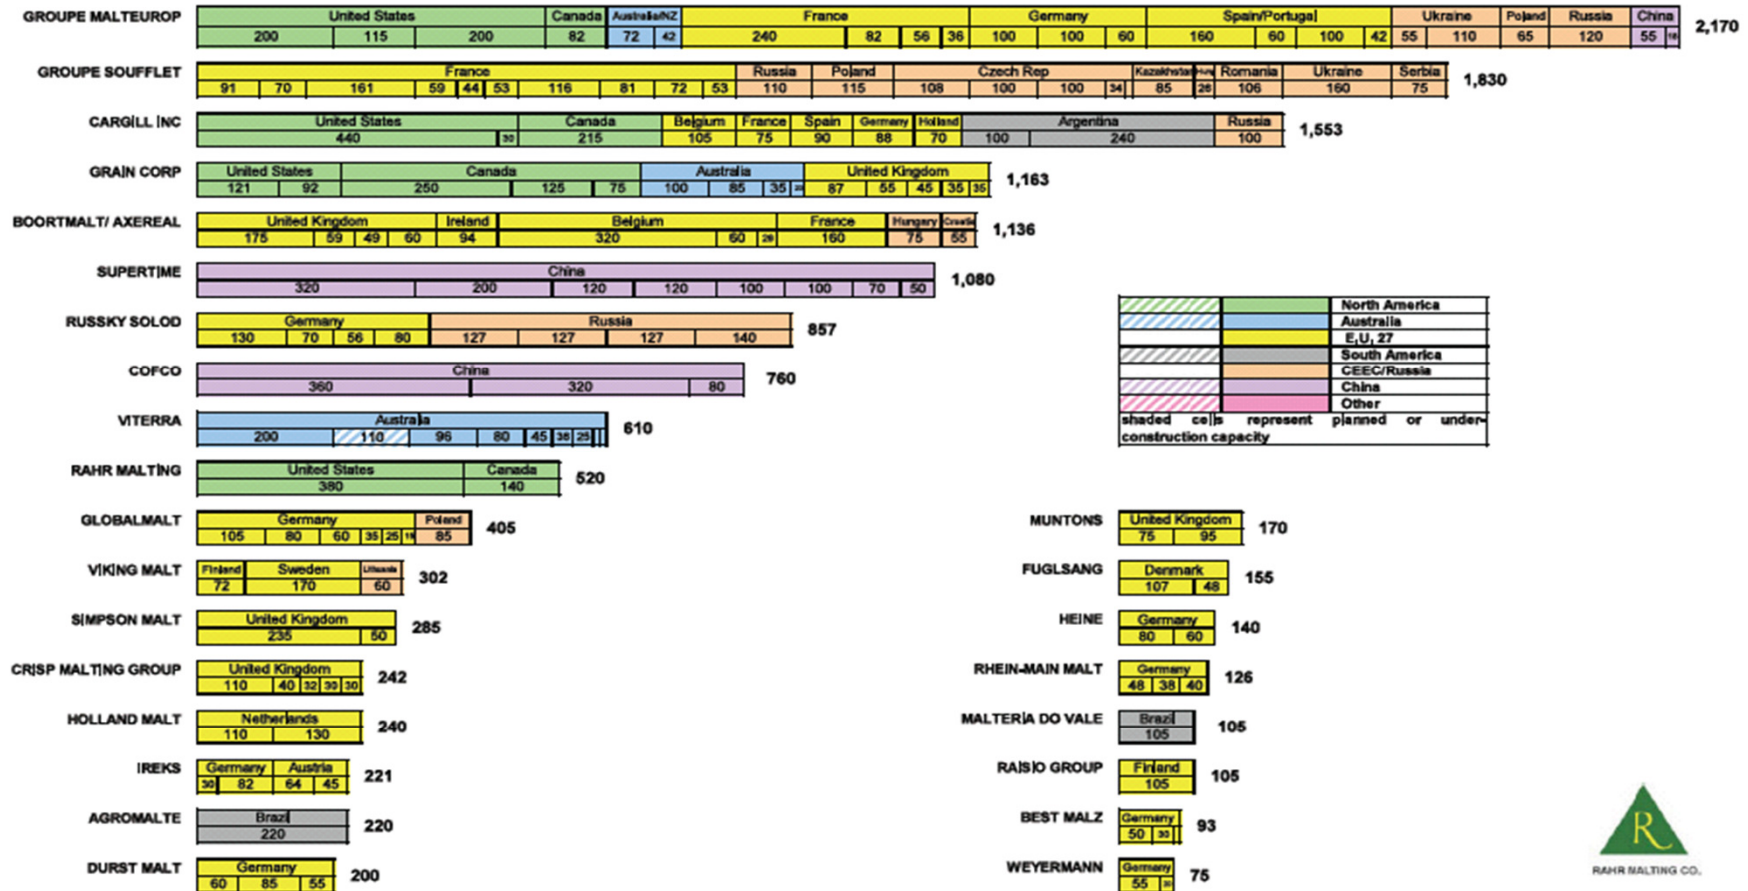 GROUPE MALTEUROP
United States Canada Australia/NZ France Germany Spain/Portugal Ukraine Poland Russia China
200 115 200 82 72 42 240 82 56 36 100 100 60 160 60 100 42 55 110 65 120 55 2,170
GROUPE SOUFFLET
France Russia Poland Czech Rep Kazakhstan Romania Ukraine Serbia
91 70 161 59 44 53 116 81 72 53 110 115 108 100 100 34 85 26 106 160 75 1,830
CARGILL INC
United States Canada Belgium France Spain Germany Holland Argentina Russia
440 30 215 105 75 90 88 70 100 240 100 1,553
GRAIN CORP
United States Canada Australia United Kingdom
121 92 250 125 75 100 85 35 87 55 45 35 35 1,163
BOORTMALT/ AXEREAL
United Kingdom Ireland Belgium France Hungary Croatia
175 59 49 60 94 320 60 160 75 55 1,136
SUPERTIME
China
320 200 120 120 100 100 70 50 1,080
RUSSKY SOLOD
Germany Russia
130 70 56 80 127 127 127 140 857
COFCO
China
360 320 80 760
VITERRA
Australia
200 110 96 80 45 36 25 610
RAHR MALTING
United States Canada
380 140 520
GLOBALMALT
Germany Poland
105 80 60 35 25 85 405
VIKING MALT
Finland Sweden Lithuania
72 170 60 302
SIMPSON MALT
United Kingdom
235 50 285
CRISP MALTING GROUP
United Kingdom
110 40 32 30 30 242
HOLLAND MALT
Netherlands
110 130 240
IREKS
Germany Austria
30 82 64 45 221
AGROMALTE
Brazil
220 220
DURST MALT
Germany
60 85 55 200
North America
Australia
E,U, 27
South America
CEEC/Russia
China
Other
shaded cells represent planned or under-
construction capacity
MUNTONS
United Kingdom
75 95 170
FUGLSANG
Denmark
107 48 155
HEINE
Germany
80 60 140
RHEIN-MAIN MALT
Germany
48 38 40 126
MALTERIA DO VALE
Brazil
105 105
RAISIO GROUP
Finland
105 105
BEST MALZ
Germany
50 30 93
WEYERMANN
Germany
55 75
R
RAHR MALTING CO.